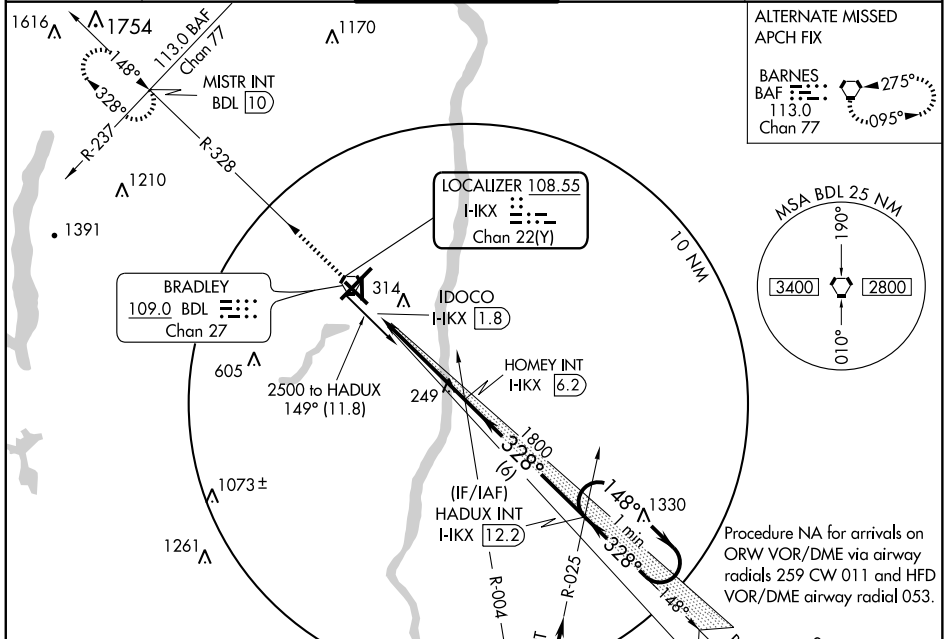 1616
1754
113.0 BAF
Chan 77
1170
148°
328°
MISTR INT
BDL 10
R-237
R-328
1210
1391
ALTERNATE MISSED
APCH FIX
BARNES
BAF
113.0
Chan 77
275°
095°
LOCALIZER 108.55
I-IKX
Chan 22(Y)
10 NM
MSA BDL 25 NM
190°
3400
2800
010°
BRADLEY
109.0 BDL
Chan 27
314
IDOCO
I-IKX 1.8
605
2500 to HADUX
149° (11.8)
249
HOMEY INT
I-IKX 6.2
1800
328°
(6)
1073±
1261
(IF/IAF)
HADUX INT
I-IKX 12.2
148°
1330
1 min
328°
148°
R-004
R-025
Procedure NA for arrivals on
ORW VOR/DME via airway
radials 259 CW 011 and HFD
VOR/DME airway radial 053.